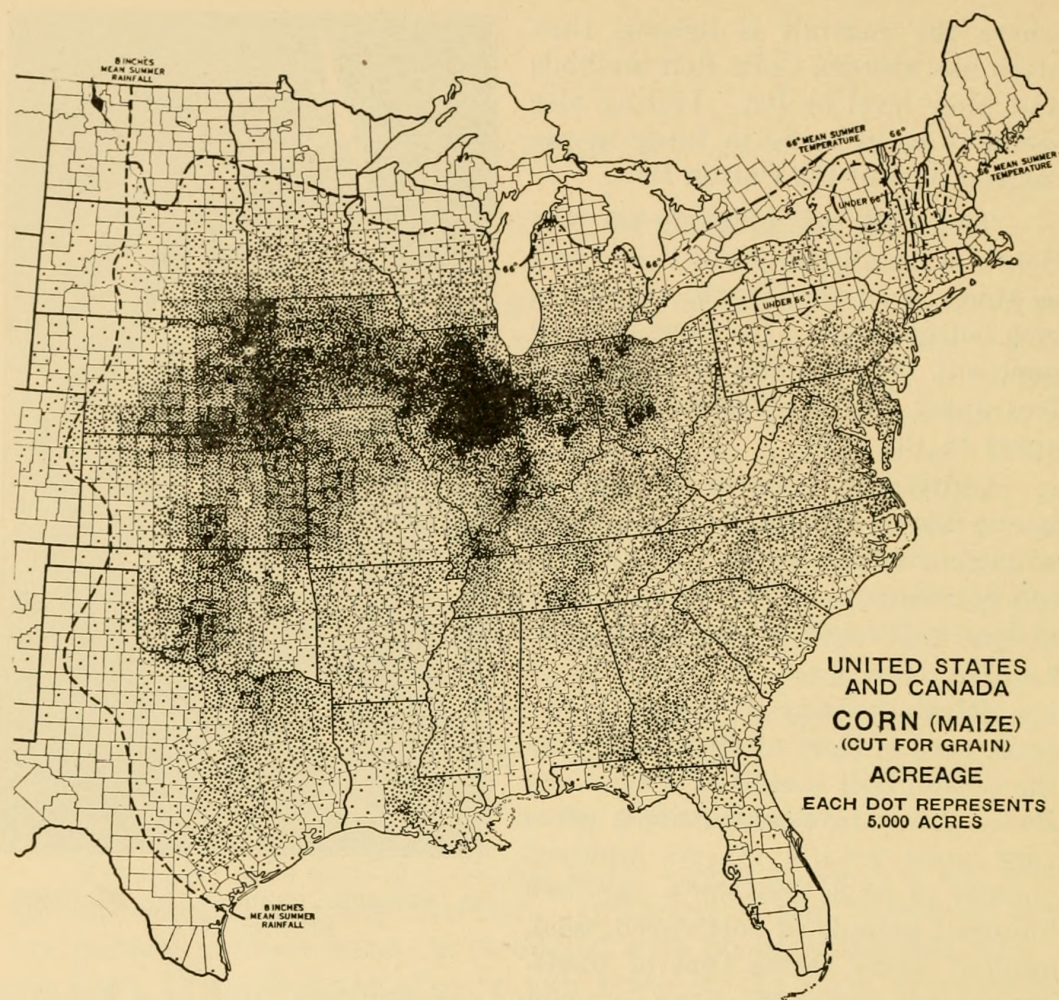 8 INCHES
MEAN SUMMER
RAINFALL
66° MEAN SUMMER
TEMPERATURE
66°
66° MEAN SUMMER
TEMPERATURE
UNDER 66°
66°
66°
UNDER 66°
UNITED STATES
AND CANADA
CORN (MAIZE)
(CUT FOR GRAIN)
ACREAGE
EACH DOT REPRESENTS
5,000 ACRES
8 INCHES
MEAN SUMMER
RAINFALL